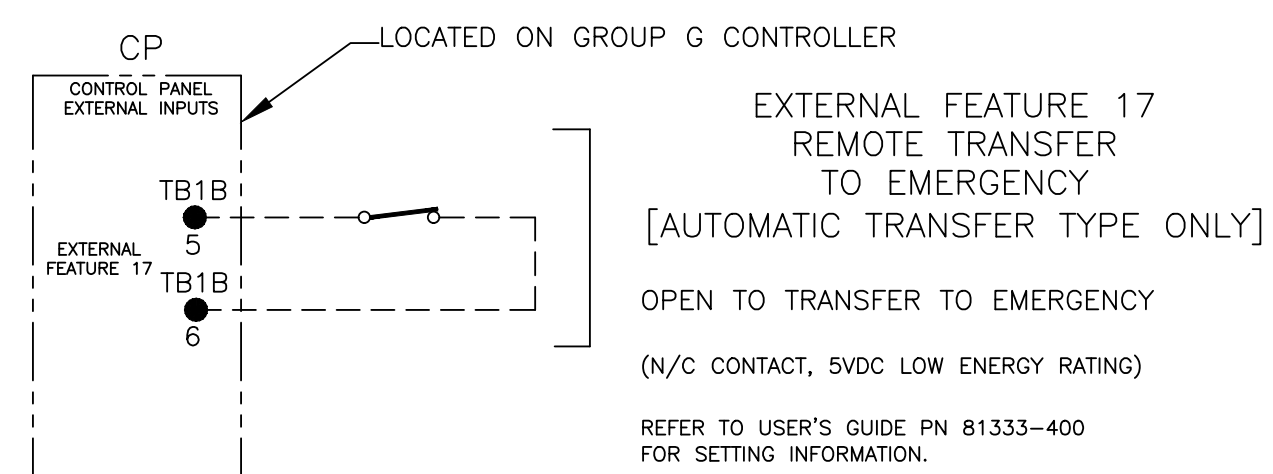 CP
LOCATED ON GROUP G CONTROLLER
CONTROL PANEL
EXTERNAL INPUTS
TB1B
5
EXTERNAL
FEATURE 17
TB1B
6
EXTERNAL FEATURE 17
REMOTE TRANSFER
TO EMERGENCY
[AUTOMATIC TRANSFER TYPE ONLY]
OPEN TO TRANSFER TO EMERGENCY
(N/C CONTACT, 5VDC LOW ENERGY RATING)
REFER TO USER'S GUIDE PN 81333-400
FOR SETTING INFORMATION.